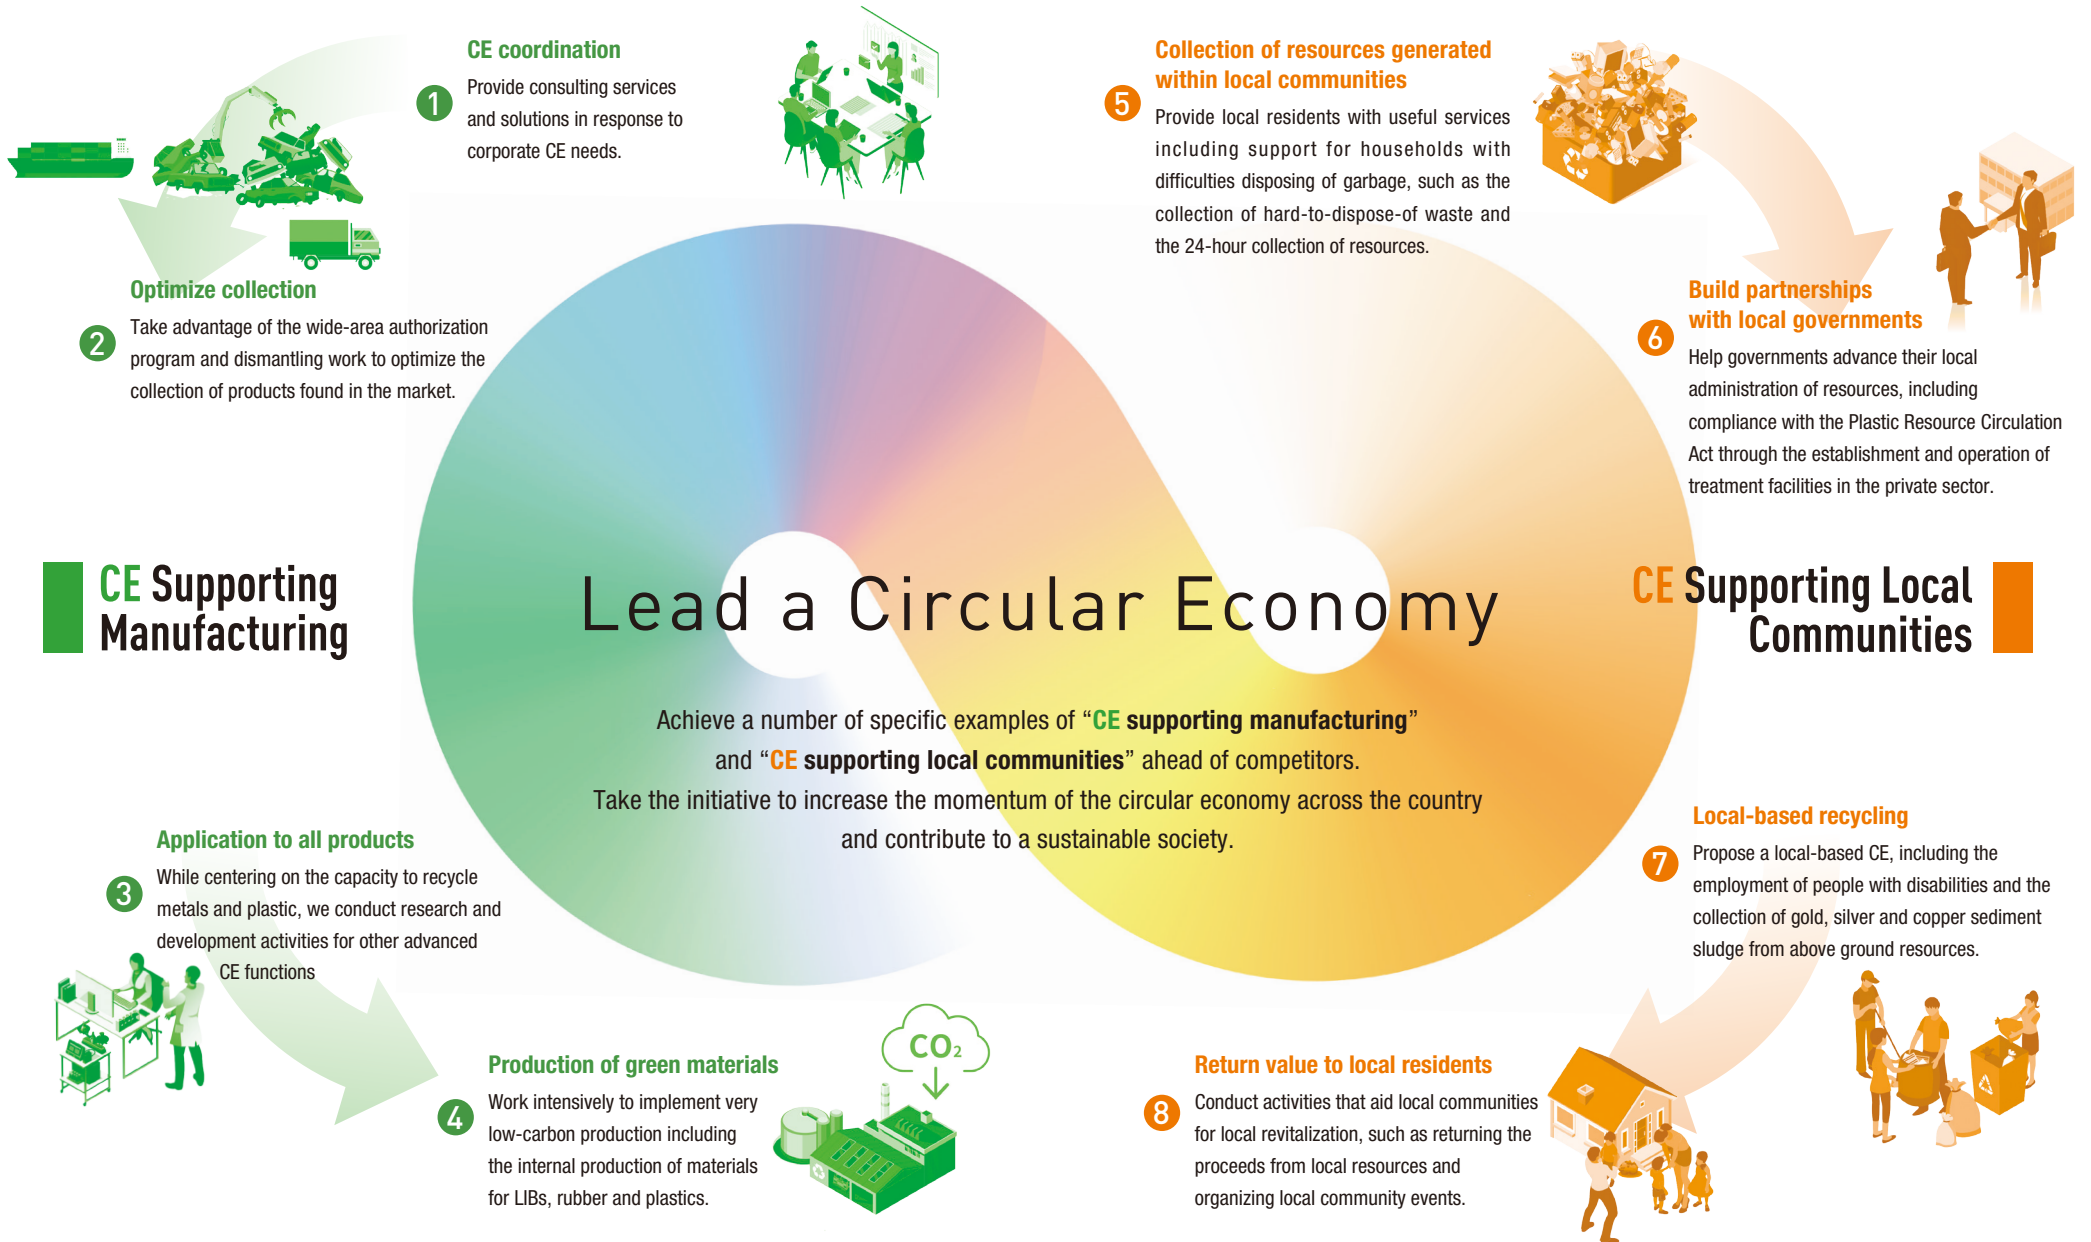 CE coordination
1
Provide consulting services
and solutions in response to
corporate CE needs.
Optimize collection
2
Take advantage of the wide-area authorization
program and dismantling work to optimize the
collection of products found in the market.
CE Supporting
Manufacturing
Application to all products
3
While centering on the capacity to recycle
metals and plastic, we conduct research and
development activities for other advanced
CE functions
Production of green materials
4
Work intensively to implement very
low-carbon production including
the internal production of materials
for LIBs, rubber and plastics.
CO2
Lead a Circular Economy
Achieve a number of specific examples of “CE supporting manufacturing”
and “CE supporting local communities” ahead of competitors.
Take the initiative to increase the momentum of the circular economy across the country
and contribute to a sustainable society.
Collection of resources generated
within local communities
5
Provide local residents with useful services
including support for households with
difficulties disposing of garbage, such as the
collection of hard-to-dispose-of waste and
the 24-hour collection of resources.
Build partnerships
with local governments
6
Help governments advance their local
administration of resources, including
compliance with the Plastic Resource Circulation
Act through the establishment and operation of
treatment facilities in the private sector.
CE Supporting Local
Communities
Local-based recycling
7
Propose a local-based CE, including the
employment of people with disabilities and the
collection of gold, silver and copper sediment
sludge from above ground resources.
Return value to local residents
8
Conduct activities that aid local communities
for local revitalization, such as returning the
proceeds from local resources and
organizing local community events.